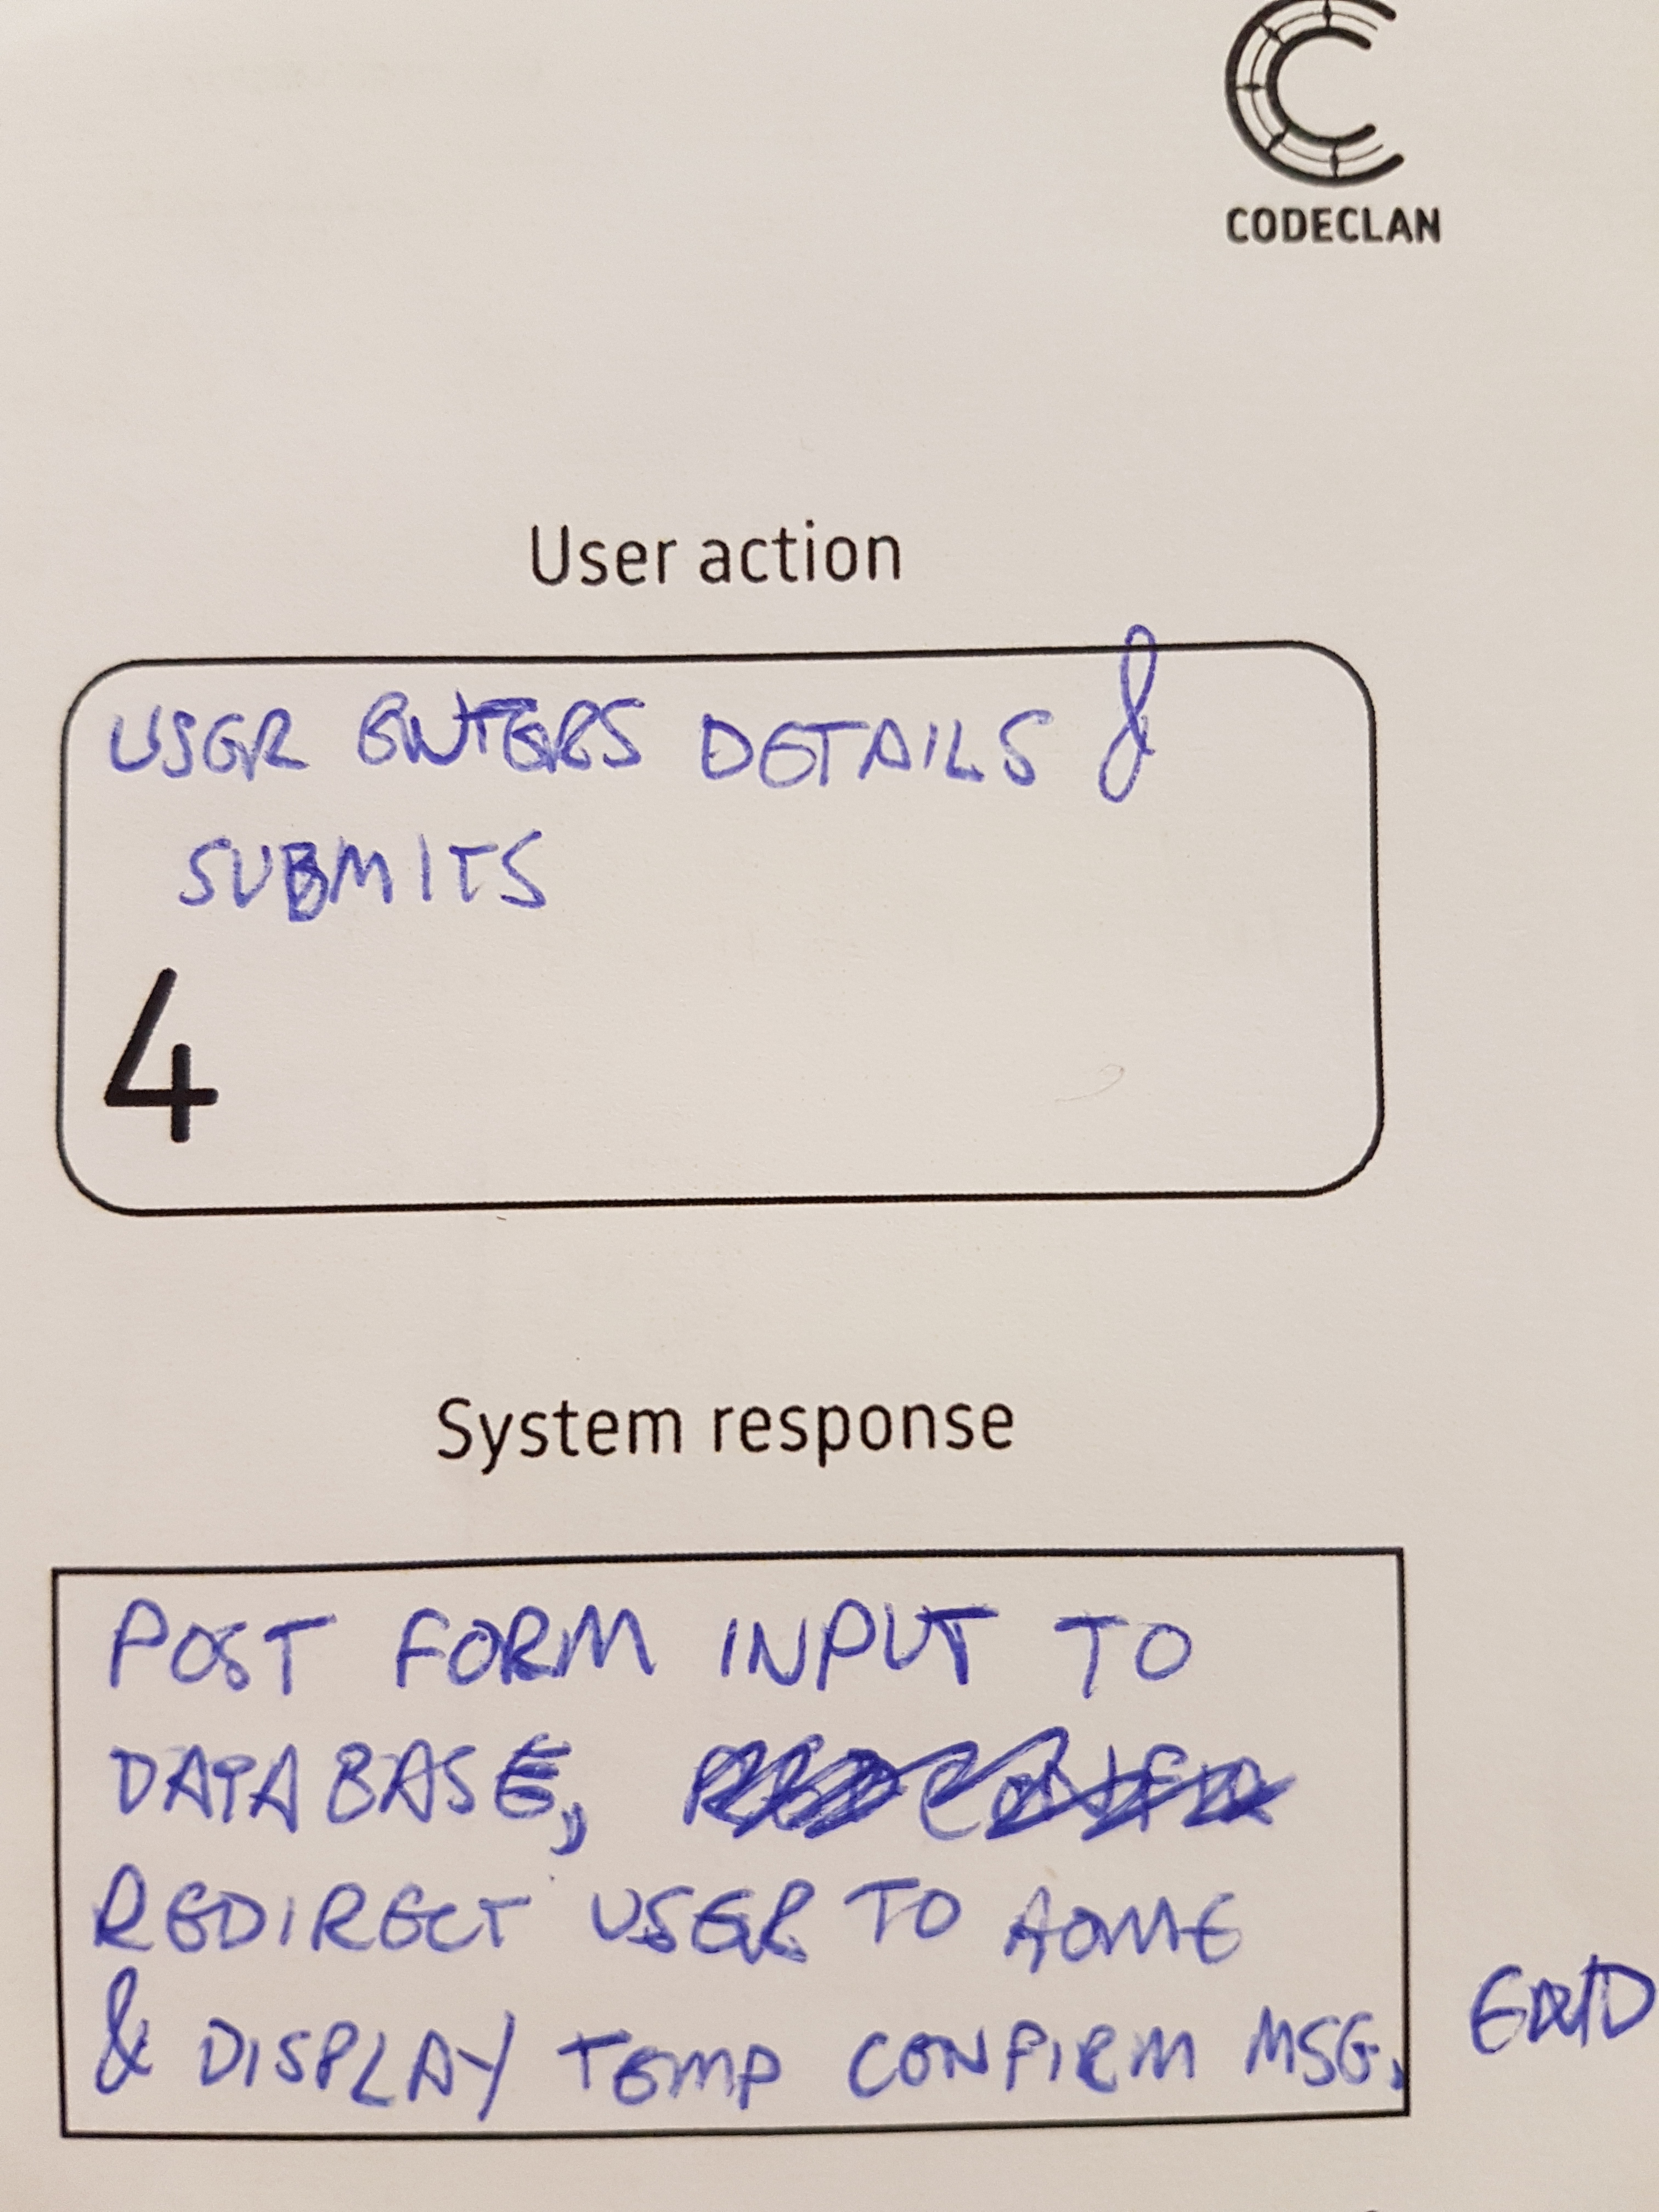 CODECLAN
User action
USER ENTERS DETAILS &
SUBMITS
4
System response
POST FORM INPUT TO
DATABASE,
REDIRECT USER TO HOME
& DISPLAY TEMP CONFIRM MSG.
END